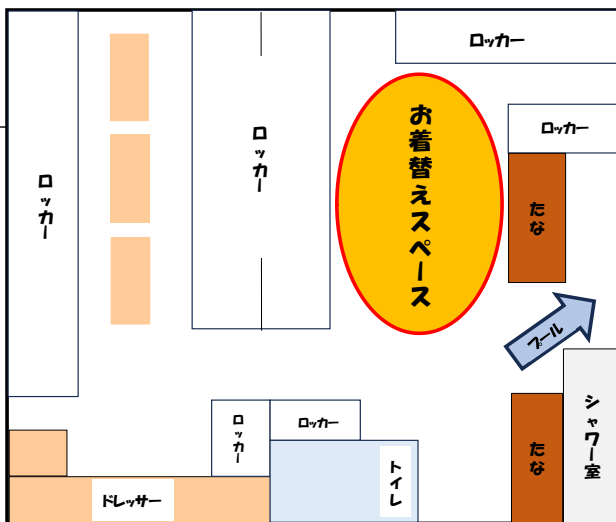 ロッカー
ロッカー
ロッカー
お着替えスペース
ロッカー
たな
プール
ロッカー
ロッカー
トイレ
ドレッサー
たな
シャワー室